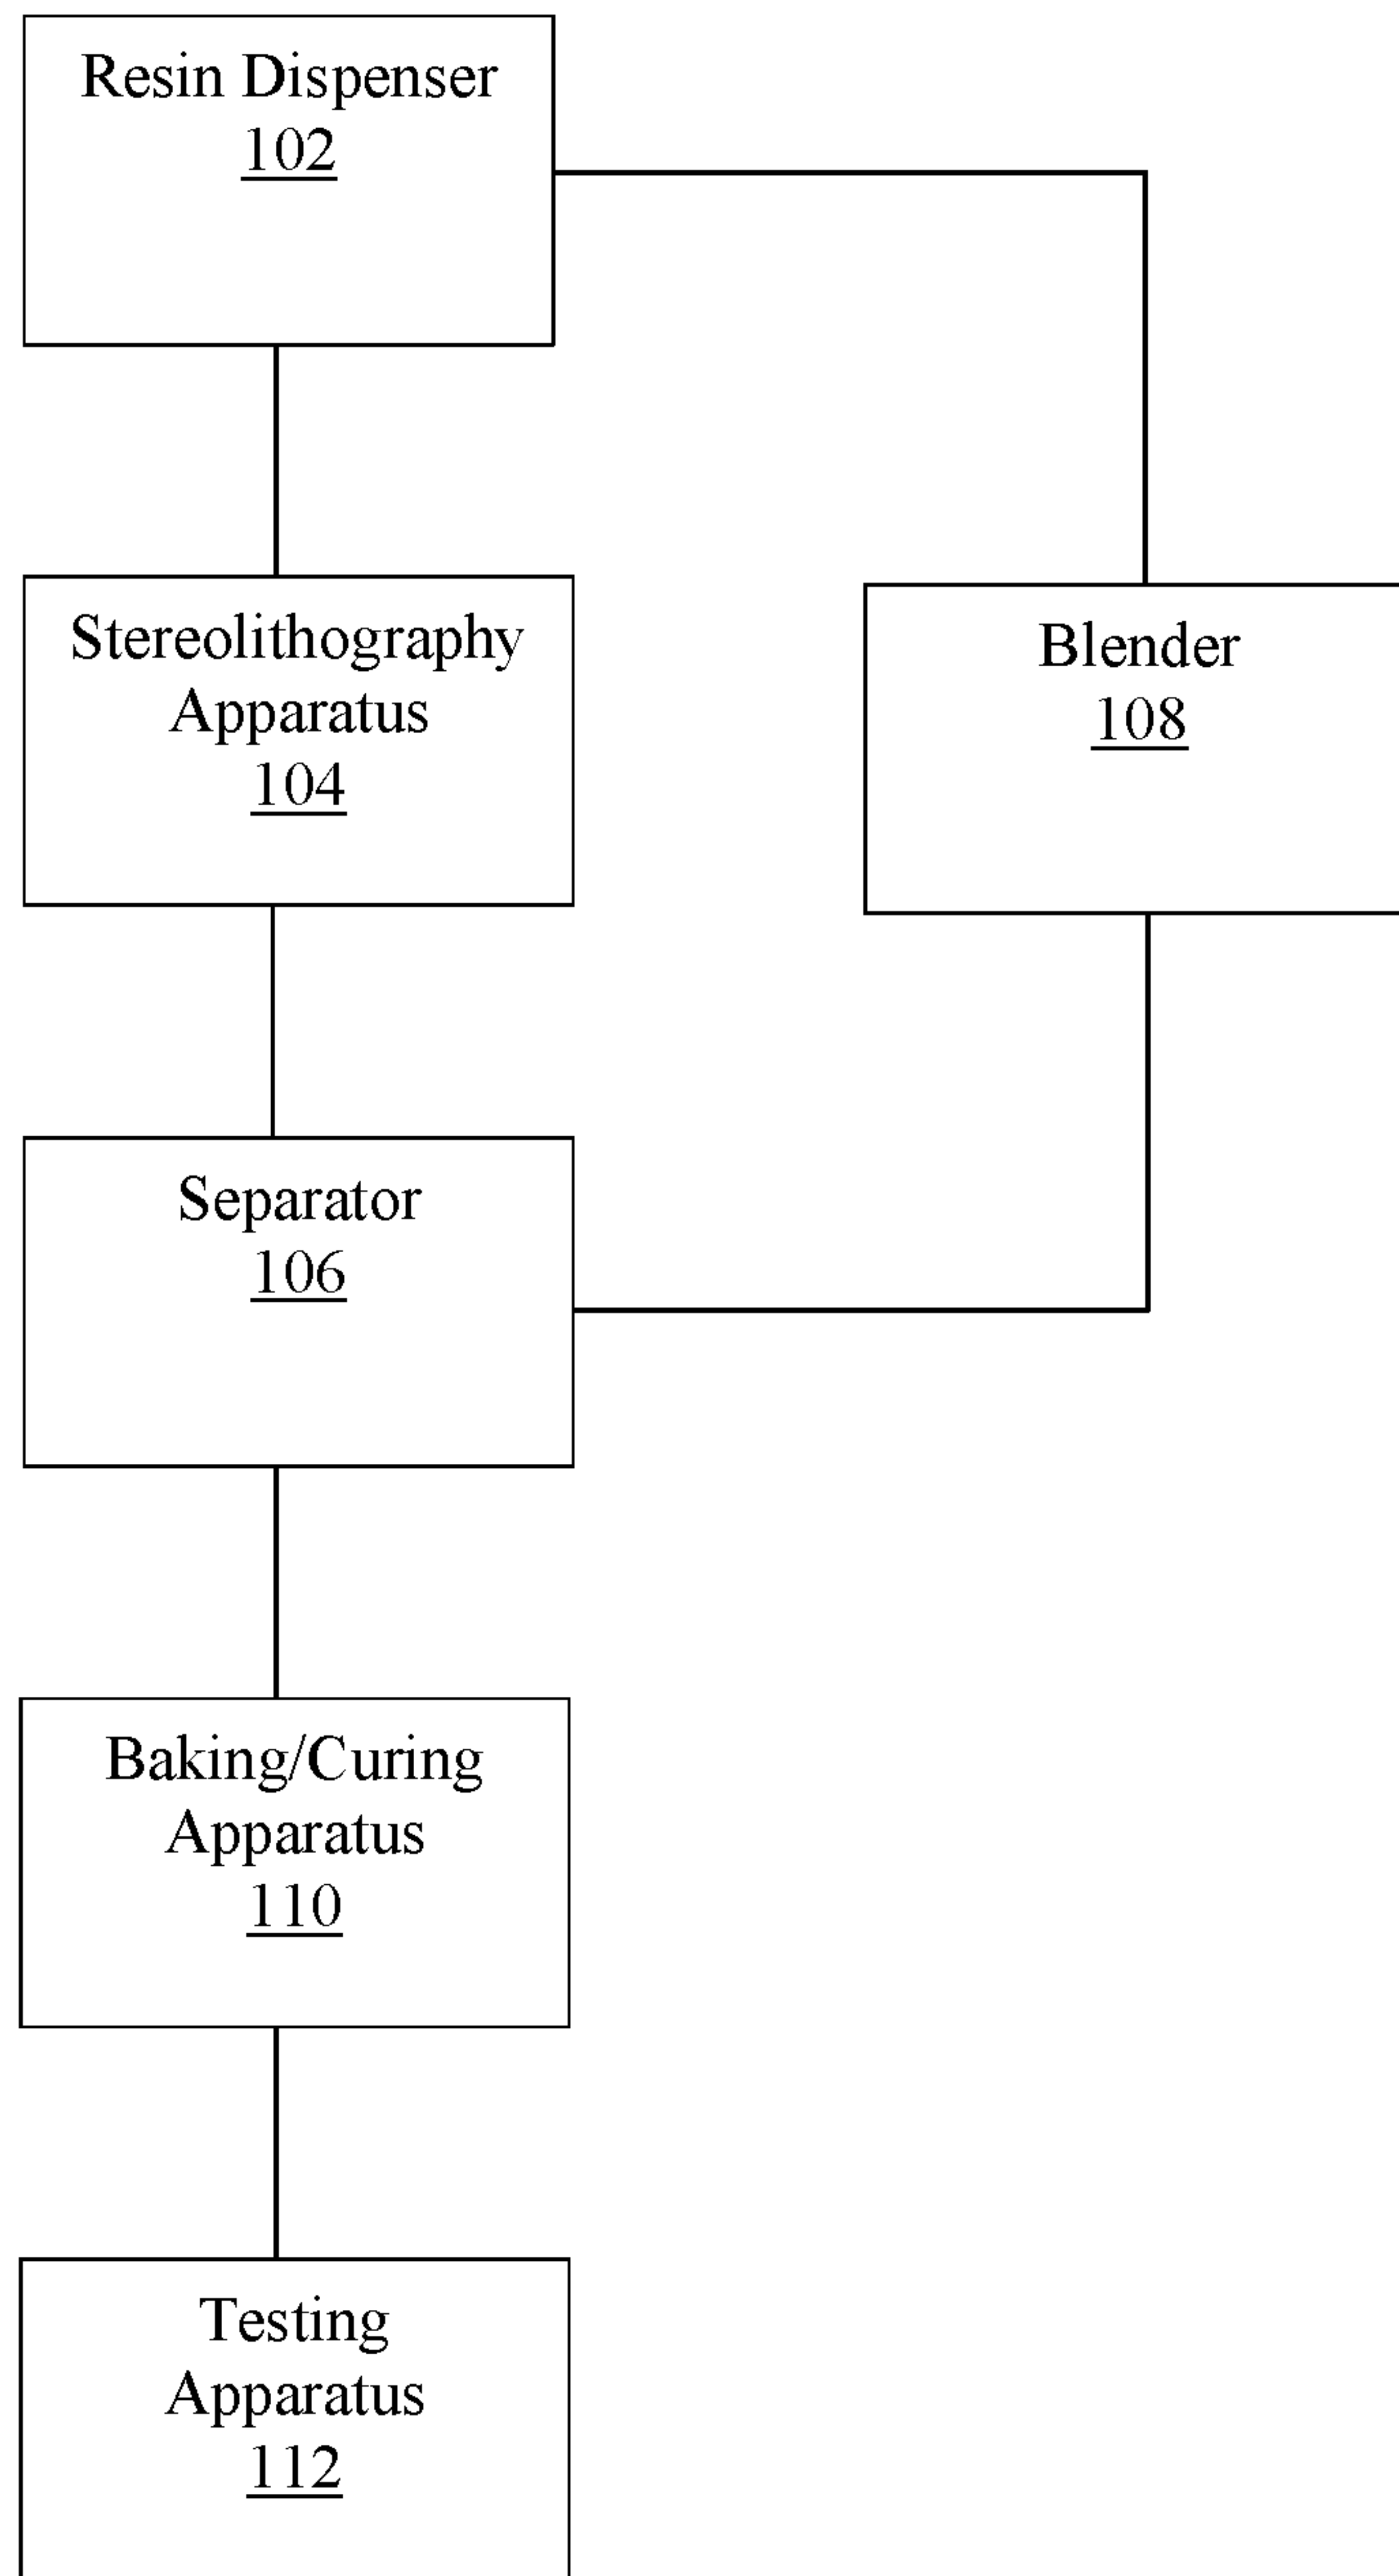 Resin Dispenser
102
Stereolithography
Apparatus
104
Blender
108
Separator
106
Baking/Curing
Apparatus
110
Testing
Apparatus
112